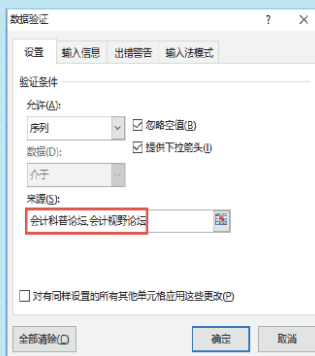 数据验证 ? ×
设置 输入信息 出错警告 输入法模式
验证条件
允许(A):
序列 忽略空值(B)
数据(D): 提供下拉箭头(I)
介于
来源(S):
会计科普论坛,会计视野论坛
对有同样设置的所有其他单元格应用这些更改(P)
全部清除(C) 确定 取消